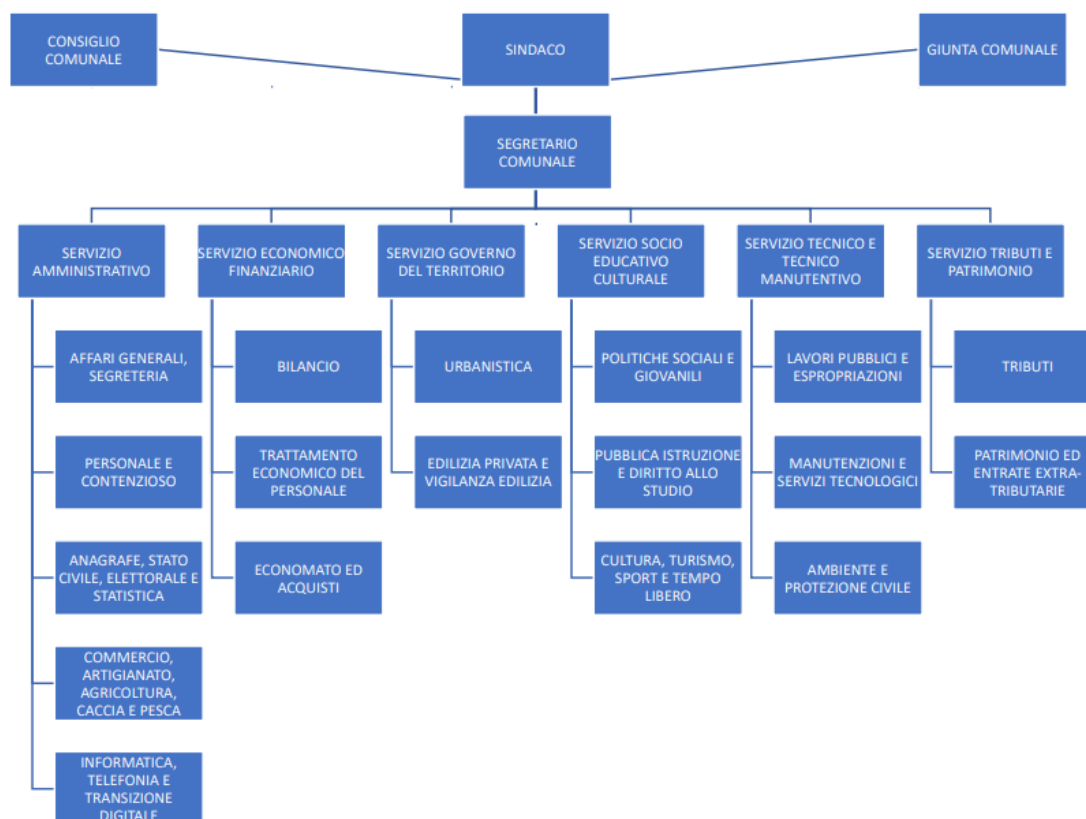 CONSIGLIO
COMUNALE
SINDACO
GIUNTA COMUNALE
SEGRETARIO
COMUNALE
SERVIZIO
AMMINISTRATIVO
SERVIZIO ECONOMICO
FINANZIARIO
SERVIZIO GOVERNO
DEL TERRITORIO
SERVIZIO SOCIO
EDUCATIVO
CULTURALE
SERVIZIO TECNICO E
TECNICO
MANUTENTIVO
SERVIZIO TRIBUTI E
PATRIMONIO
AFFARI GENERALI,
SEGRETERIA
PERSONALE E
CONTENZIOSO
ANAGRAFE, STATO
CIVILE, ELETTORALE E
STATISTICA
COMMERCIO,
ARTIGIANATO,
AGRICOLTURA,
CACCIA E PESCA
INFORMATICA,
TELEFONIA E
TRANSIZIONE
DIGITALE
BILANCIO
TRATTAMENTO
ECONOMICO DEL
PERSONALE
ECONOMATO ED
ACQUISTI
URBANISTICA
EDILIZIA PRIVATA E
VIGILANZA EDILIZIA
POLITICHE SOCIALI E
GIOVANILI
PUBBLICA ISTRUZIONE
E DIRITTO ALLO
STUDIO
CULTURA, TURISMO,
SPORT E TEMPO
LIBERO
LAVORI PUBBLICI E
ESPROPRIAZIONI
MANUTENZIONI E
SERVIZI TECNOLOGICI
AMBIENTE E
PROTEZIONE CIVILE
TRIBUTI
PATRIMONIO ED
ENTRATE EXTRA-
TRIBUTARIE